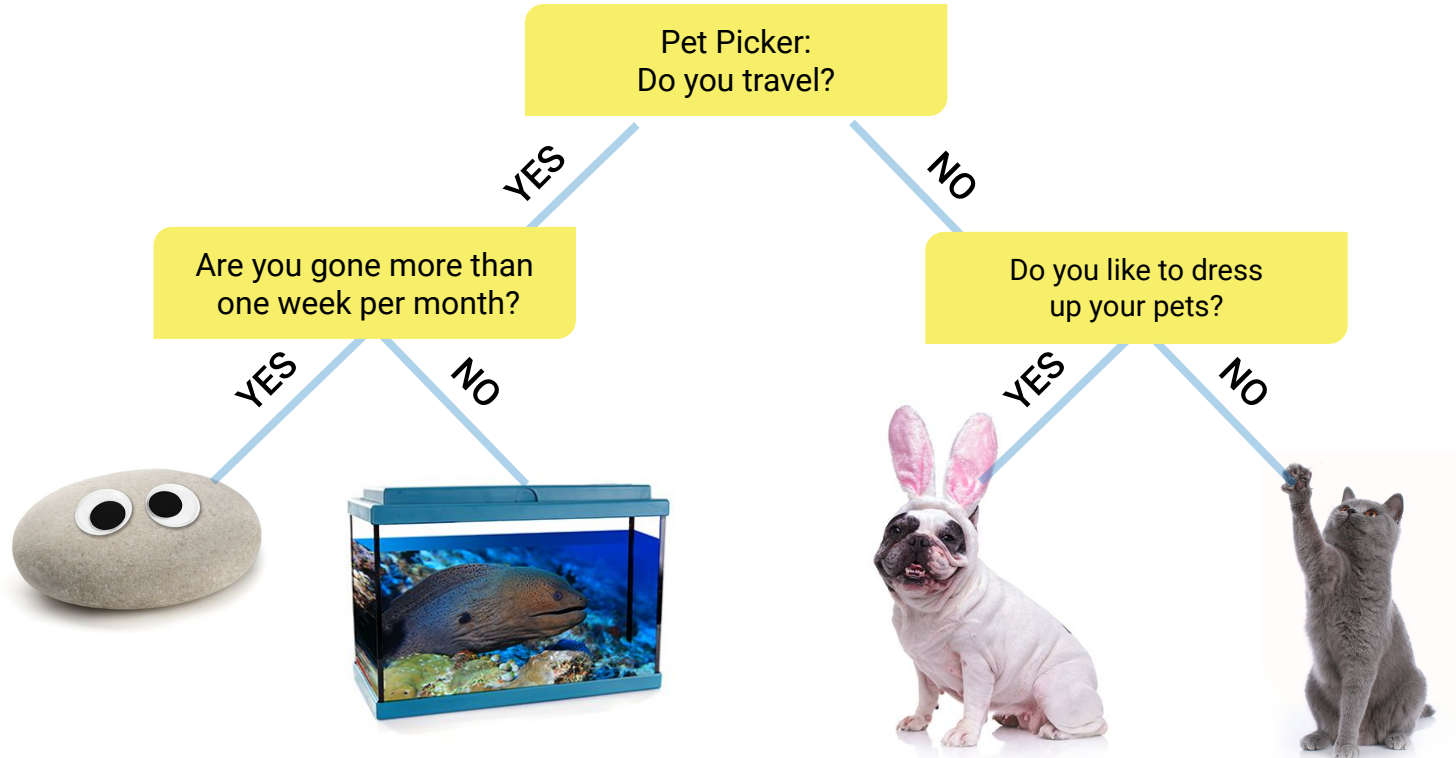 Pet Picker:
Do you travel?
YES
NO
Are you gone more than
one week per month?
Do you like to dress
up your pets?
YES
NO
YES
NO